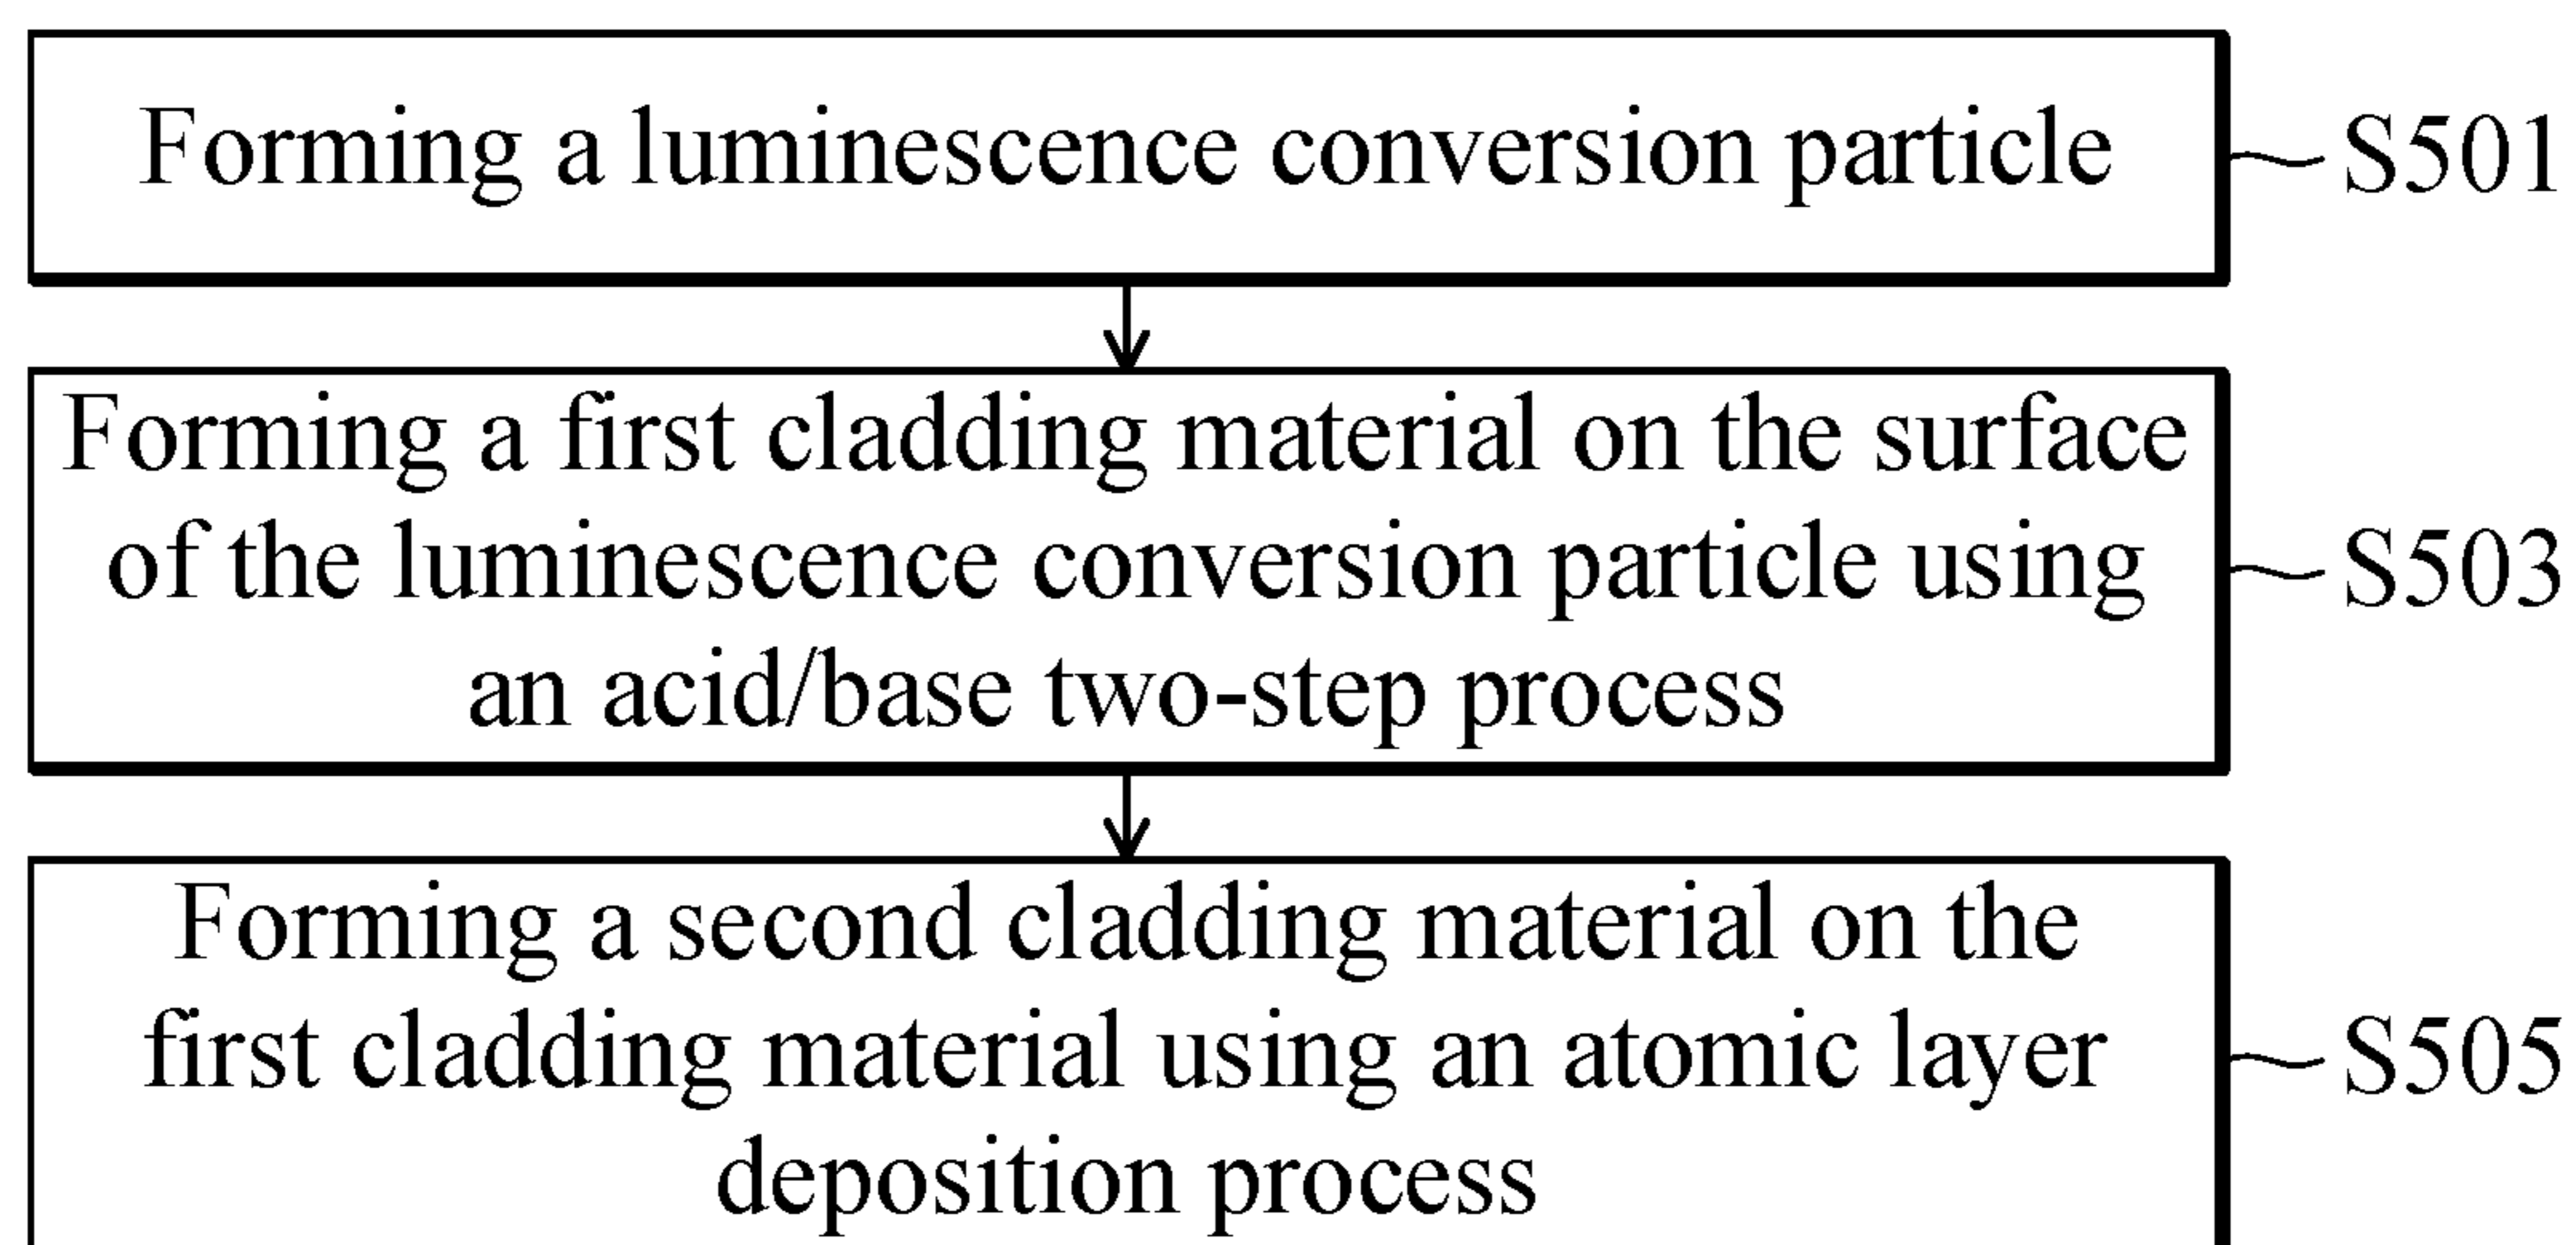 Forming a luminescence conversion particle
S501
Forming a first cladding material on the surface
of the luminescence conversion particle using
an acid/base two-step process
S503
Forming a second cladding material on the
first cladding material using an atomic layer
deposition process
S505